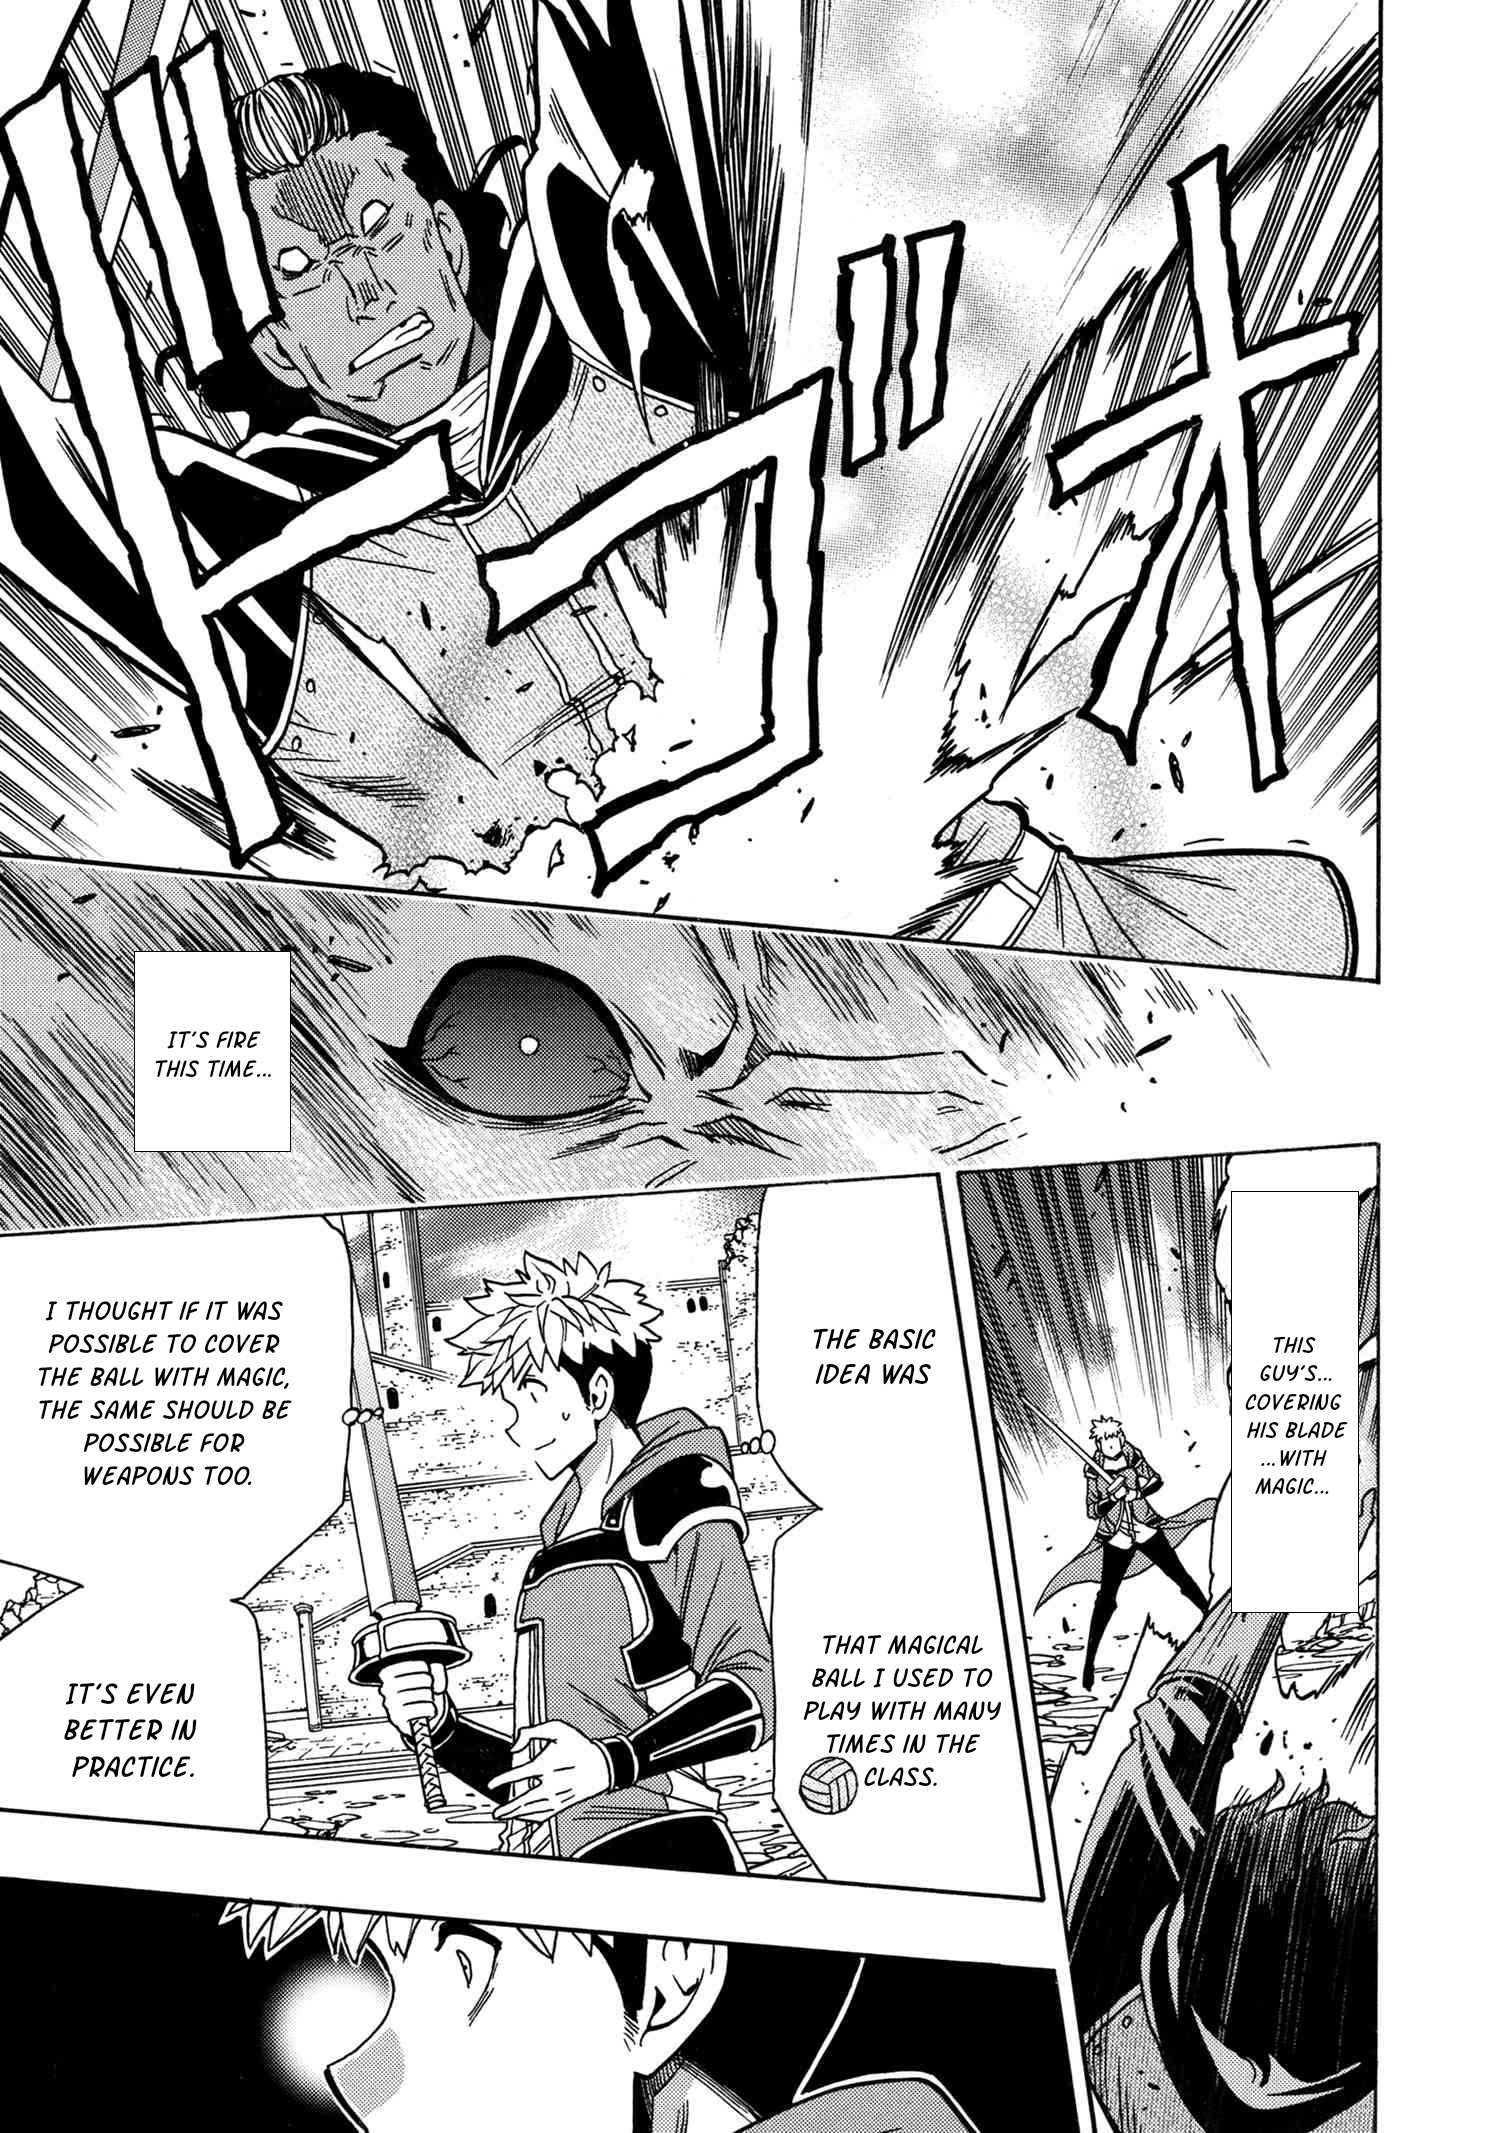 ドゴォ
IT'S FIRE
THIS TIME...
THIS
GUY'S...
COVERING
HIS BLADE
...WITH
MAGIC...
THE BASIC
IDEA WAS
THAT MAGICAL
BALL I USED TO
PLAY WITH MANY
TIMES IN THE
CLASS.
I THOUGHT IF IT WAS
POSSIBLE TO COVER
THE BALL WITH MAGIC,
THE SAME SHOULD BE
POSSIBLE FOR
WEAPONS TOO.
IT'S EVEN
BETTER IN
PRACTICE.